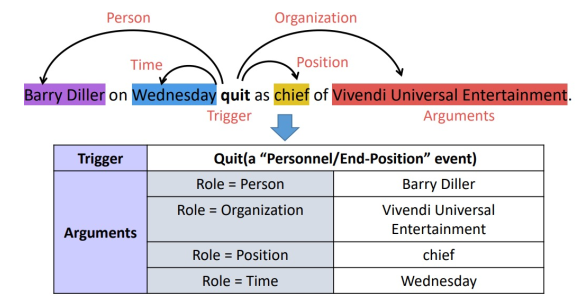 Person
Organization
Time
Position
Barry Diller on Wednesday quit as chief of Vivendi Universal Entertainment.
Trigger
Arguments
Trigger
Quit(a “Personnel/End-Position” event)
Arguments
Role = Person
Barry Diller
Role = Organization
Vivendi Universal
Entertainment
Role = Position
chief
Role = Time
Wednesday